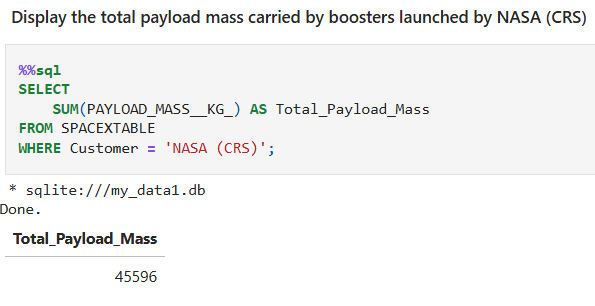 Display the total payload mass carried by boosters launched by NASA (CRS)
%%sql
SELECT
    SUM(PAYLOAD_MASS__KG_) AS Total_Payload_Mass
FROM SPACEXTABLE
WHERE Customer = 'NASA (CRS)';
* sqlite:///my_data1.db
Done.
Total_Payload_Mass
45596